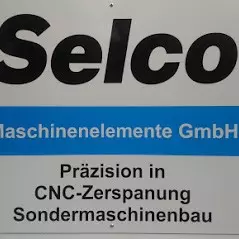 Selco
Maschinenelemente GmbH
Präzision in
CNC-Zerspanung
Sondermaschinenbau